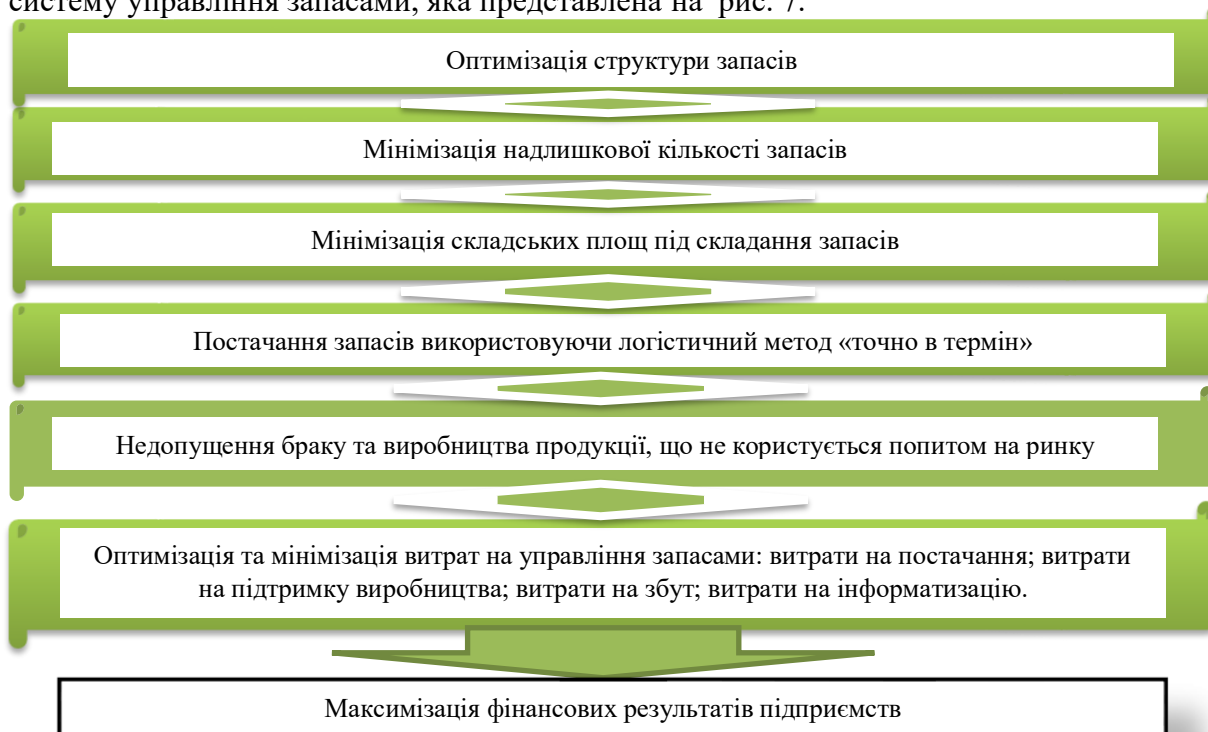 систему управління запасами, яка представлена на рис. 7.
Оптимізація структури запасів
Мінімізація надлишкової кількості запасів
Мінімізація складських площ під складання запасів
Постачання запасів використовуючи логістичний метод «точно в термін»
Недопущення браку та виробництва продукції, що не користується попитом на ринку
Оптимізація та мінімізація витрат на управління запасами: витрати на постачання; витрати
на підтримку виробництва; витрати на збут; витрати на інформатизацію.
Максимізація фінансових результатів підприємств